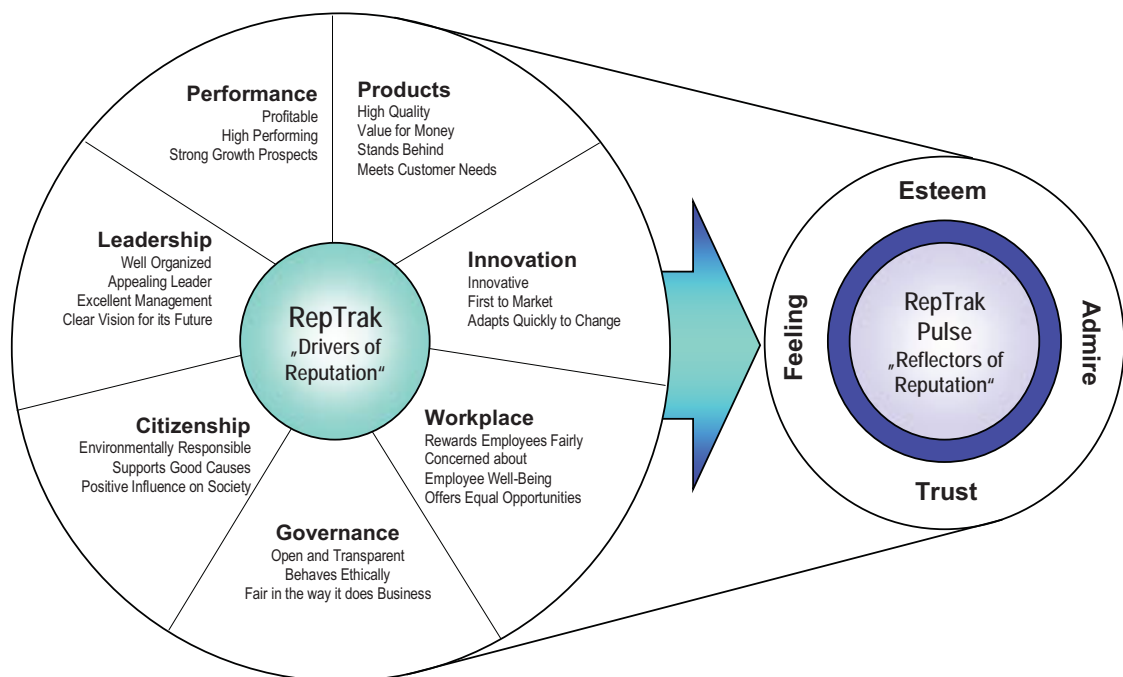 Performance
Profitable
High Performing
Strong Growth Prospects
Products
High Quality
Value for Money
Stands Behind
Meets Customer Needs
Leadership
Well Organized
Appealing Leader
Excellent Management
Clear Vision for its Future
Innovation
Innovative
First to Market
Adapts Quickly to Change
RepTrak
„Drivers of
Reputation“
Citizenship
Environmentally Responsible
Supports Good Causes
Positive Influence on Society
Workplace
Rewards Employees Fairly
Concerned about
Employee Well-Being
Offers Equal Opportunities
Governance
Open and Transparent
Behaves Ethically
Fair in the way it does Business
Esteem
Feeling
RepTrak
Pulse
„Reflectors of
Reputation“
Admire
Trust